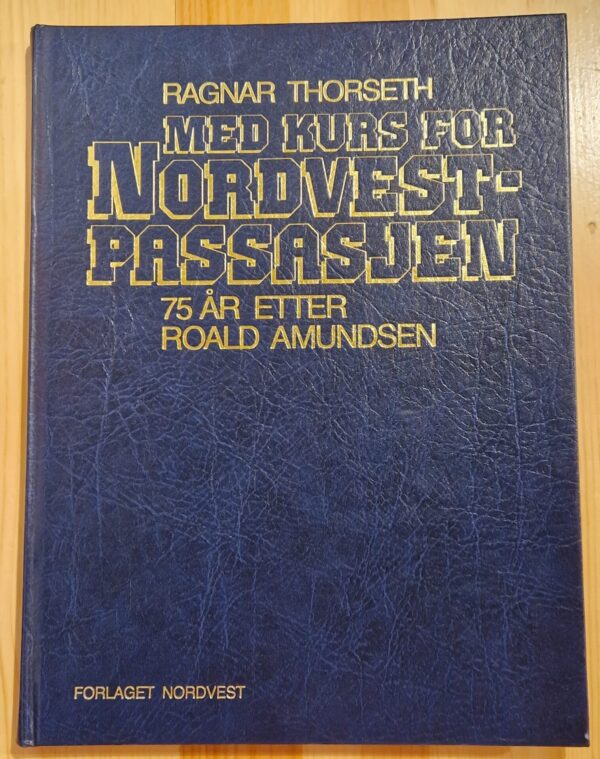 RAGNAR THORSETH
MED KURS FOR
NORDVEST-
PASSASJEN
75 ÅR ETTER
ROALD AMUNDSEN
FORLAGET NORDVEST